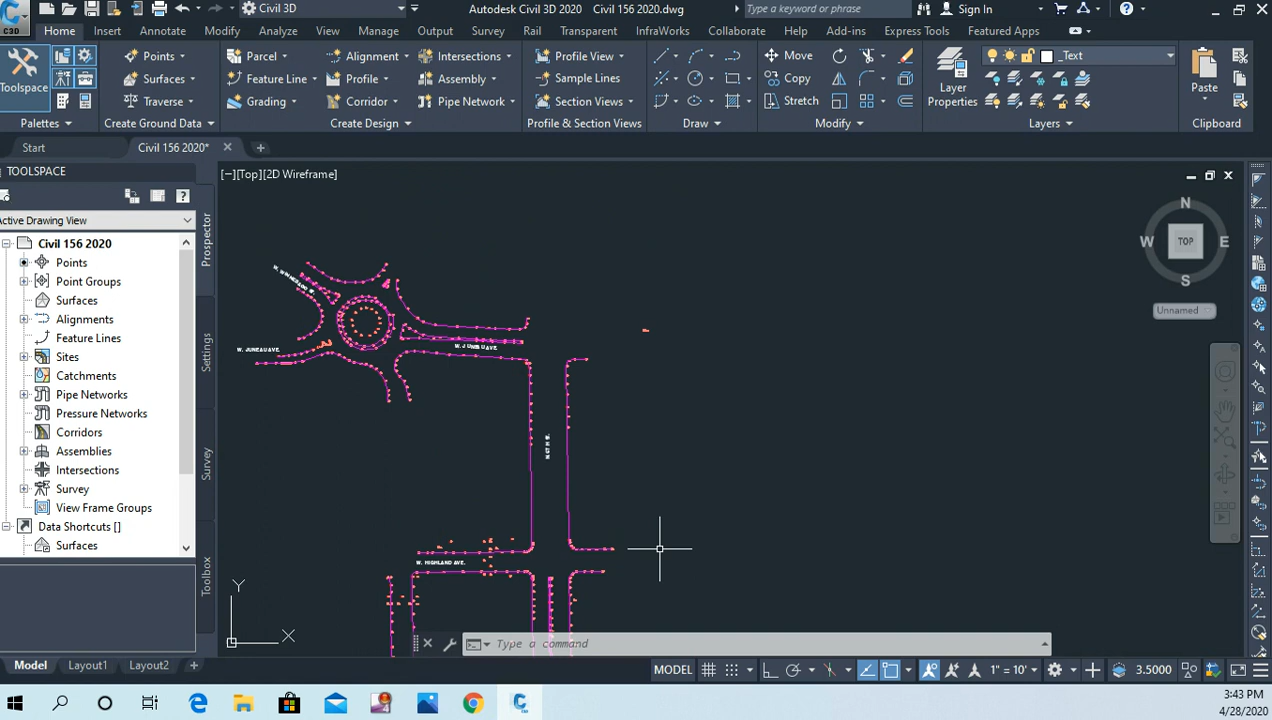 Civil 3D Autodesk Civil 3D 2020 Civil 156 2020.dwg Type a keyword or phrase Sign In
C3D
Home Insert Annotate Modify Analyze View Manage Output Survey Rail Transparent InfraWorks Collaborate Help Add-ins Express Tools Featured Apps
Points Parcel Alignment Intersections Profile View Move _Text
Surfaces Feature Line Profile Assembly Sample Lines Copy
Toolspace Traverse Grading Corridor Pipe Network Section Views Stretch Layer Properties Paste
Palettes Create Ground Data Create Design Profile & Section Views Draw Modify Layers Clipboard
Start Civil 156 2020*
TOOLSPACE
[−][Top][2D Wireframe]
Active Drawing View
Civil 156 2020
Points
Point Groups
Surfaces
Alignments
Feature Lines
Sites
Catchments
Pipe Networks
Pressure Networks
Corridors
Assemblies
Intersections
Survey
View Frame Groups
Data Shortcuts []
Surfaces
Prospector
Settings
Survey
Toolbox
N
W TOP E
S
Unnamed
W. JUNEAU AVE.
W. HIGHLAND AVE.
Y
X
Type a command
Model Layout1 Layout2 MODEL 1" = 10' 3.5000
3:43 PM
4/28/2020